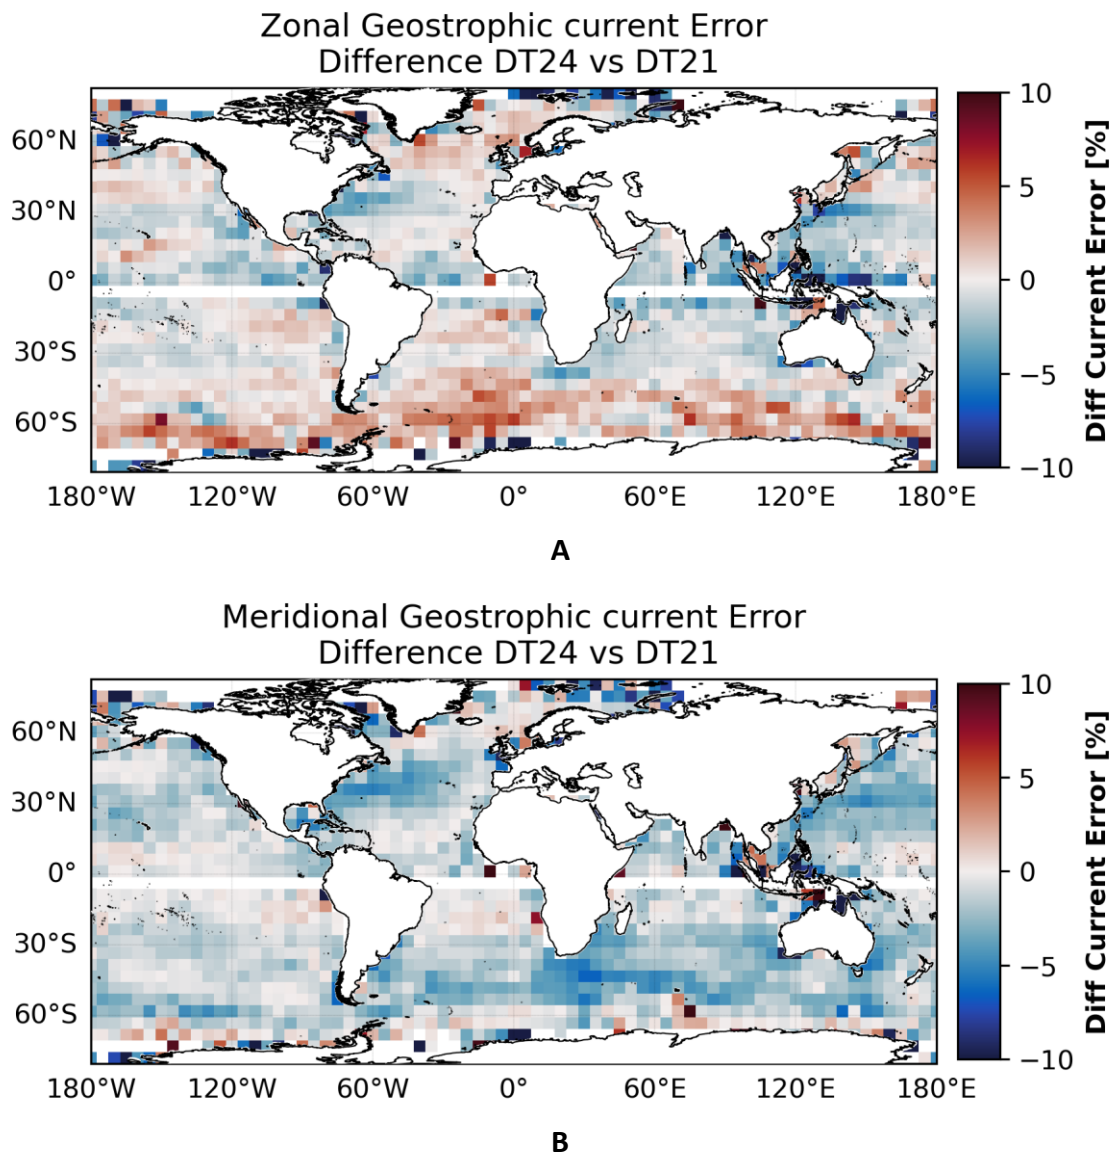 Zonal Geostrophic current Error
Difference DT24 vs DT21
60°N
30°N
0°
30°S
60°S
180°W 120°W 60°W 0° 60°E 120°E 180°E
10
5
0
−5
−10
Diff Current Error [%]
A
Meridional Geostrophic current Error
Difference DT24 vs DT21
60°N
30°N
0°
30°S
60°S
180°W 120°W 60°W 0° 60°E 120°E 180°E
10
5
0
−5
−10
Diff Current Error [%]
B